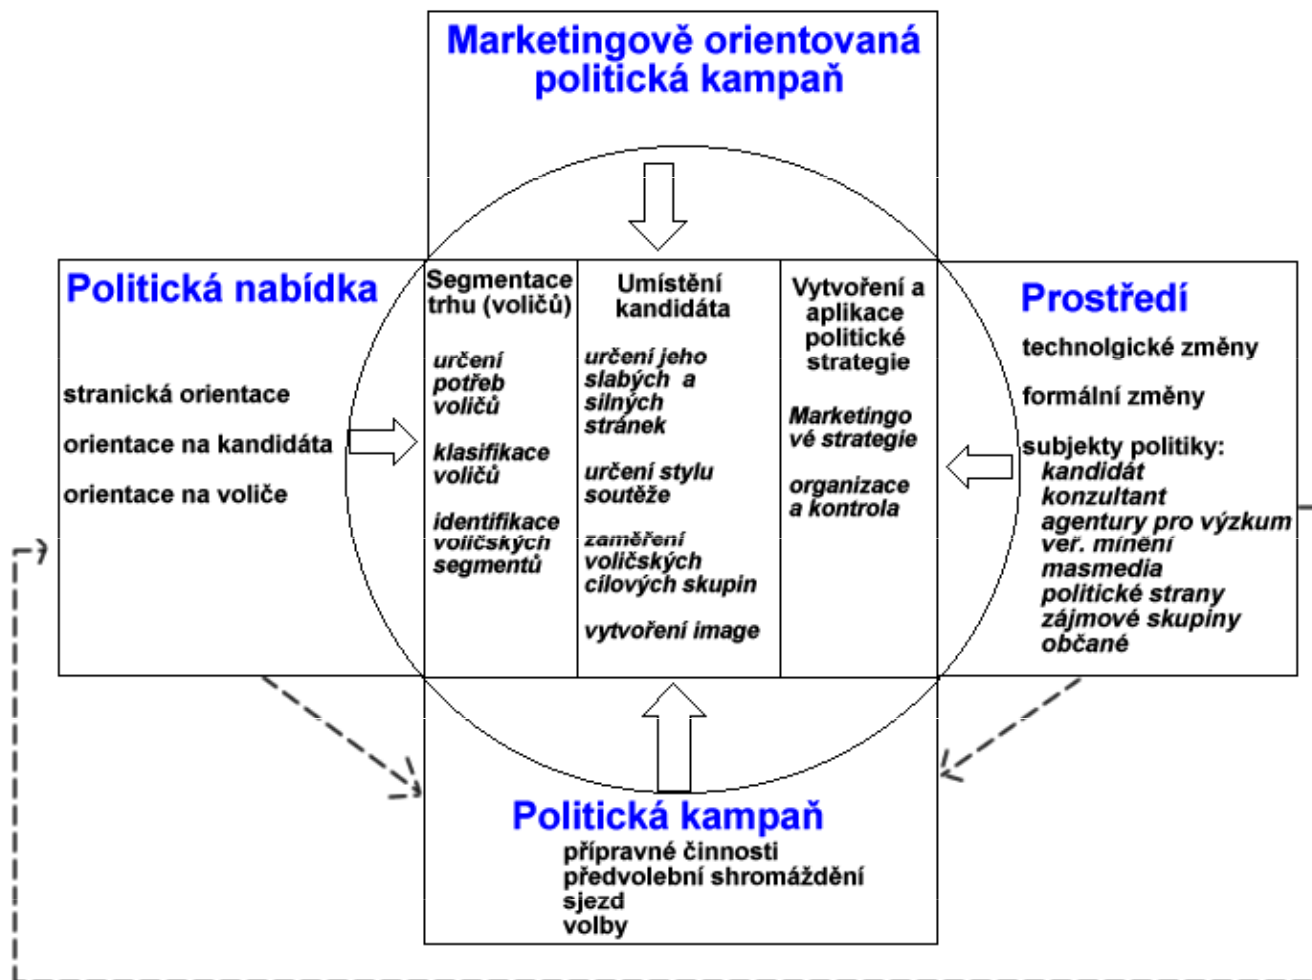 Marketingově orientovaná
politická kampaň
Politická nabídka
stranická orientace
orientace na kandidáta
orientace na voliče
Segmentace
trhu (voličů)
určení
potřeb
voličů
klasifikace
voličů
identifikace
voličských
segmentů
Umístění
kandidáta
určení jeho
slabých a
silných
stránek
určení stylu
soutěže
zaměření
voličských
cílových skupin
vytvoření image
Vytvoření a
aplikace
politické
strategie
Marketingo
vé strategie
organizace
a kontrola
Prostředí
technolgické změny
formální změny
subjekty politiky:
kandidát
konzultant
agentury pro výzkum
veř. mínění
masmedia
politické strany
zájmové skupiny
občané
Politická kampaň
přípravné činnosti
předvolební shromáždění
sjezd
volby